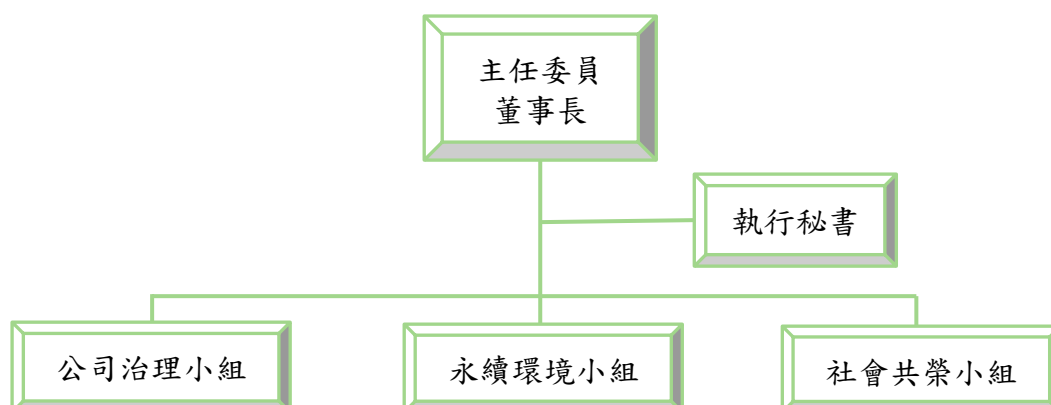 主任委員
董事長
執行秘書
公司治理小組
永續環境小組
社會共榮小組